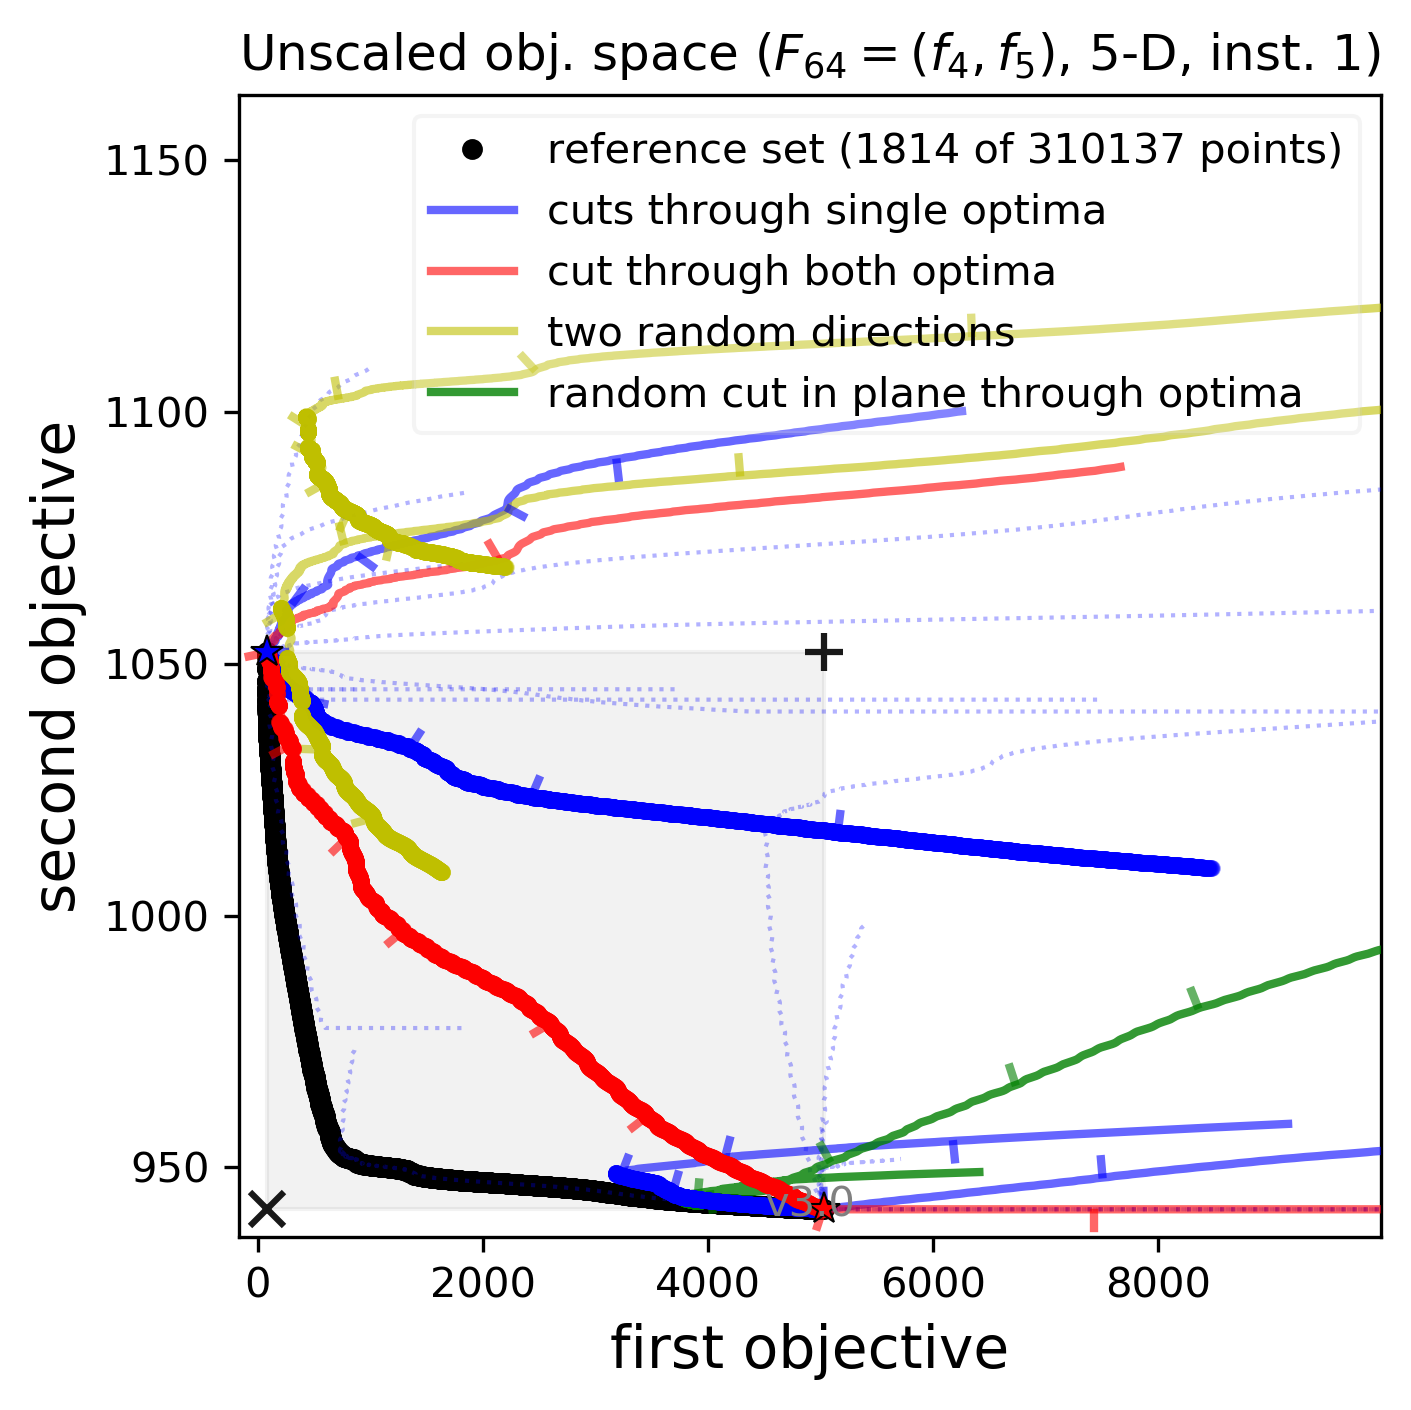 Unscaled obj. space (F64 = (f4, f5), 5-D, inst. 1)
reference set (1814 of 310137 points)
cuts through single optima
cut through both optima
two random directions
random cut in plane through optima
second objective
1150
1100
1050
1000
950
v3.0
0 2000 4000 6000 8000
first objective